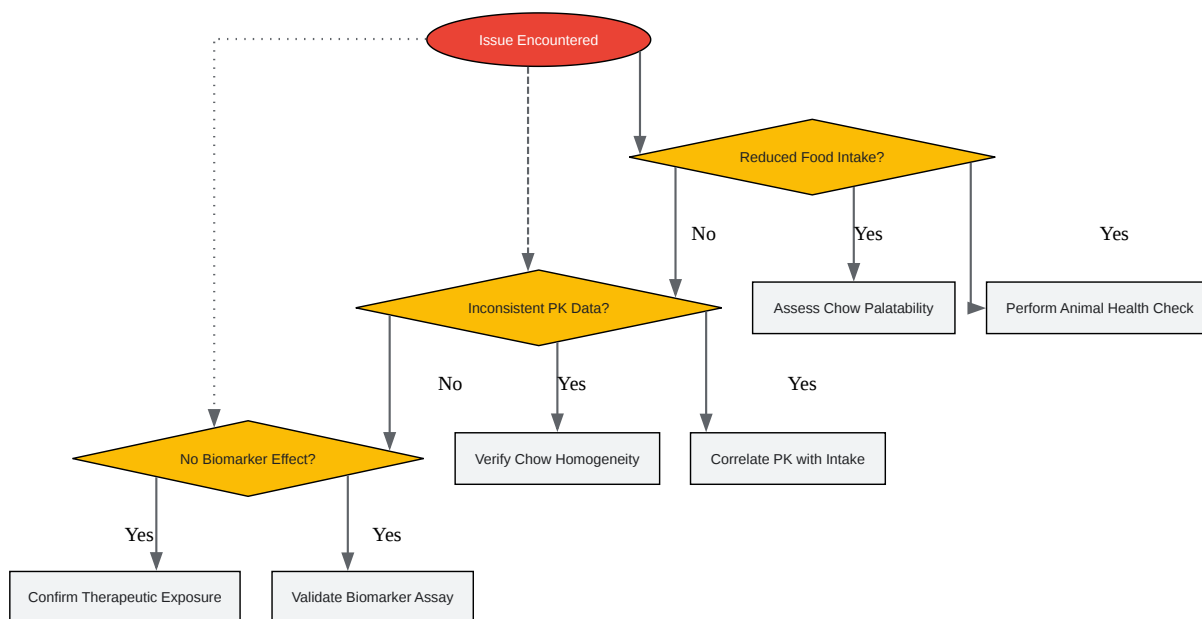 Issue Encountered
Reduced Food Intake?
No
Yes
Yes
Inconsistent PK Data?
Assess Chow Palatability
Perform Animal Health Check
No
Yes
Yes
No Biomarker Effect?
Verify Chow Homogeneity
Correlate PK with Intake
Yes
Yes
Confirm Therapeutic Exposure
Validate Biomarker Assay